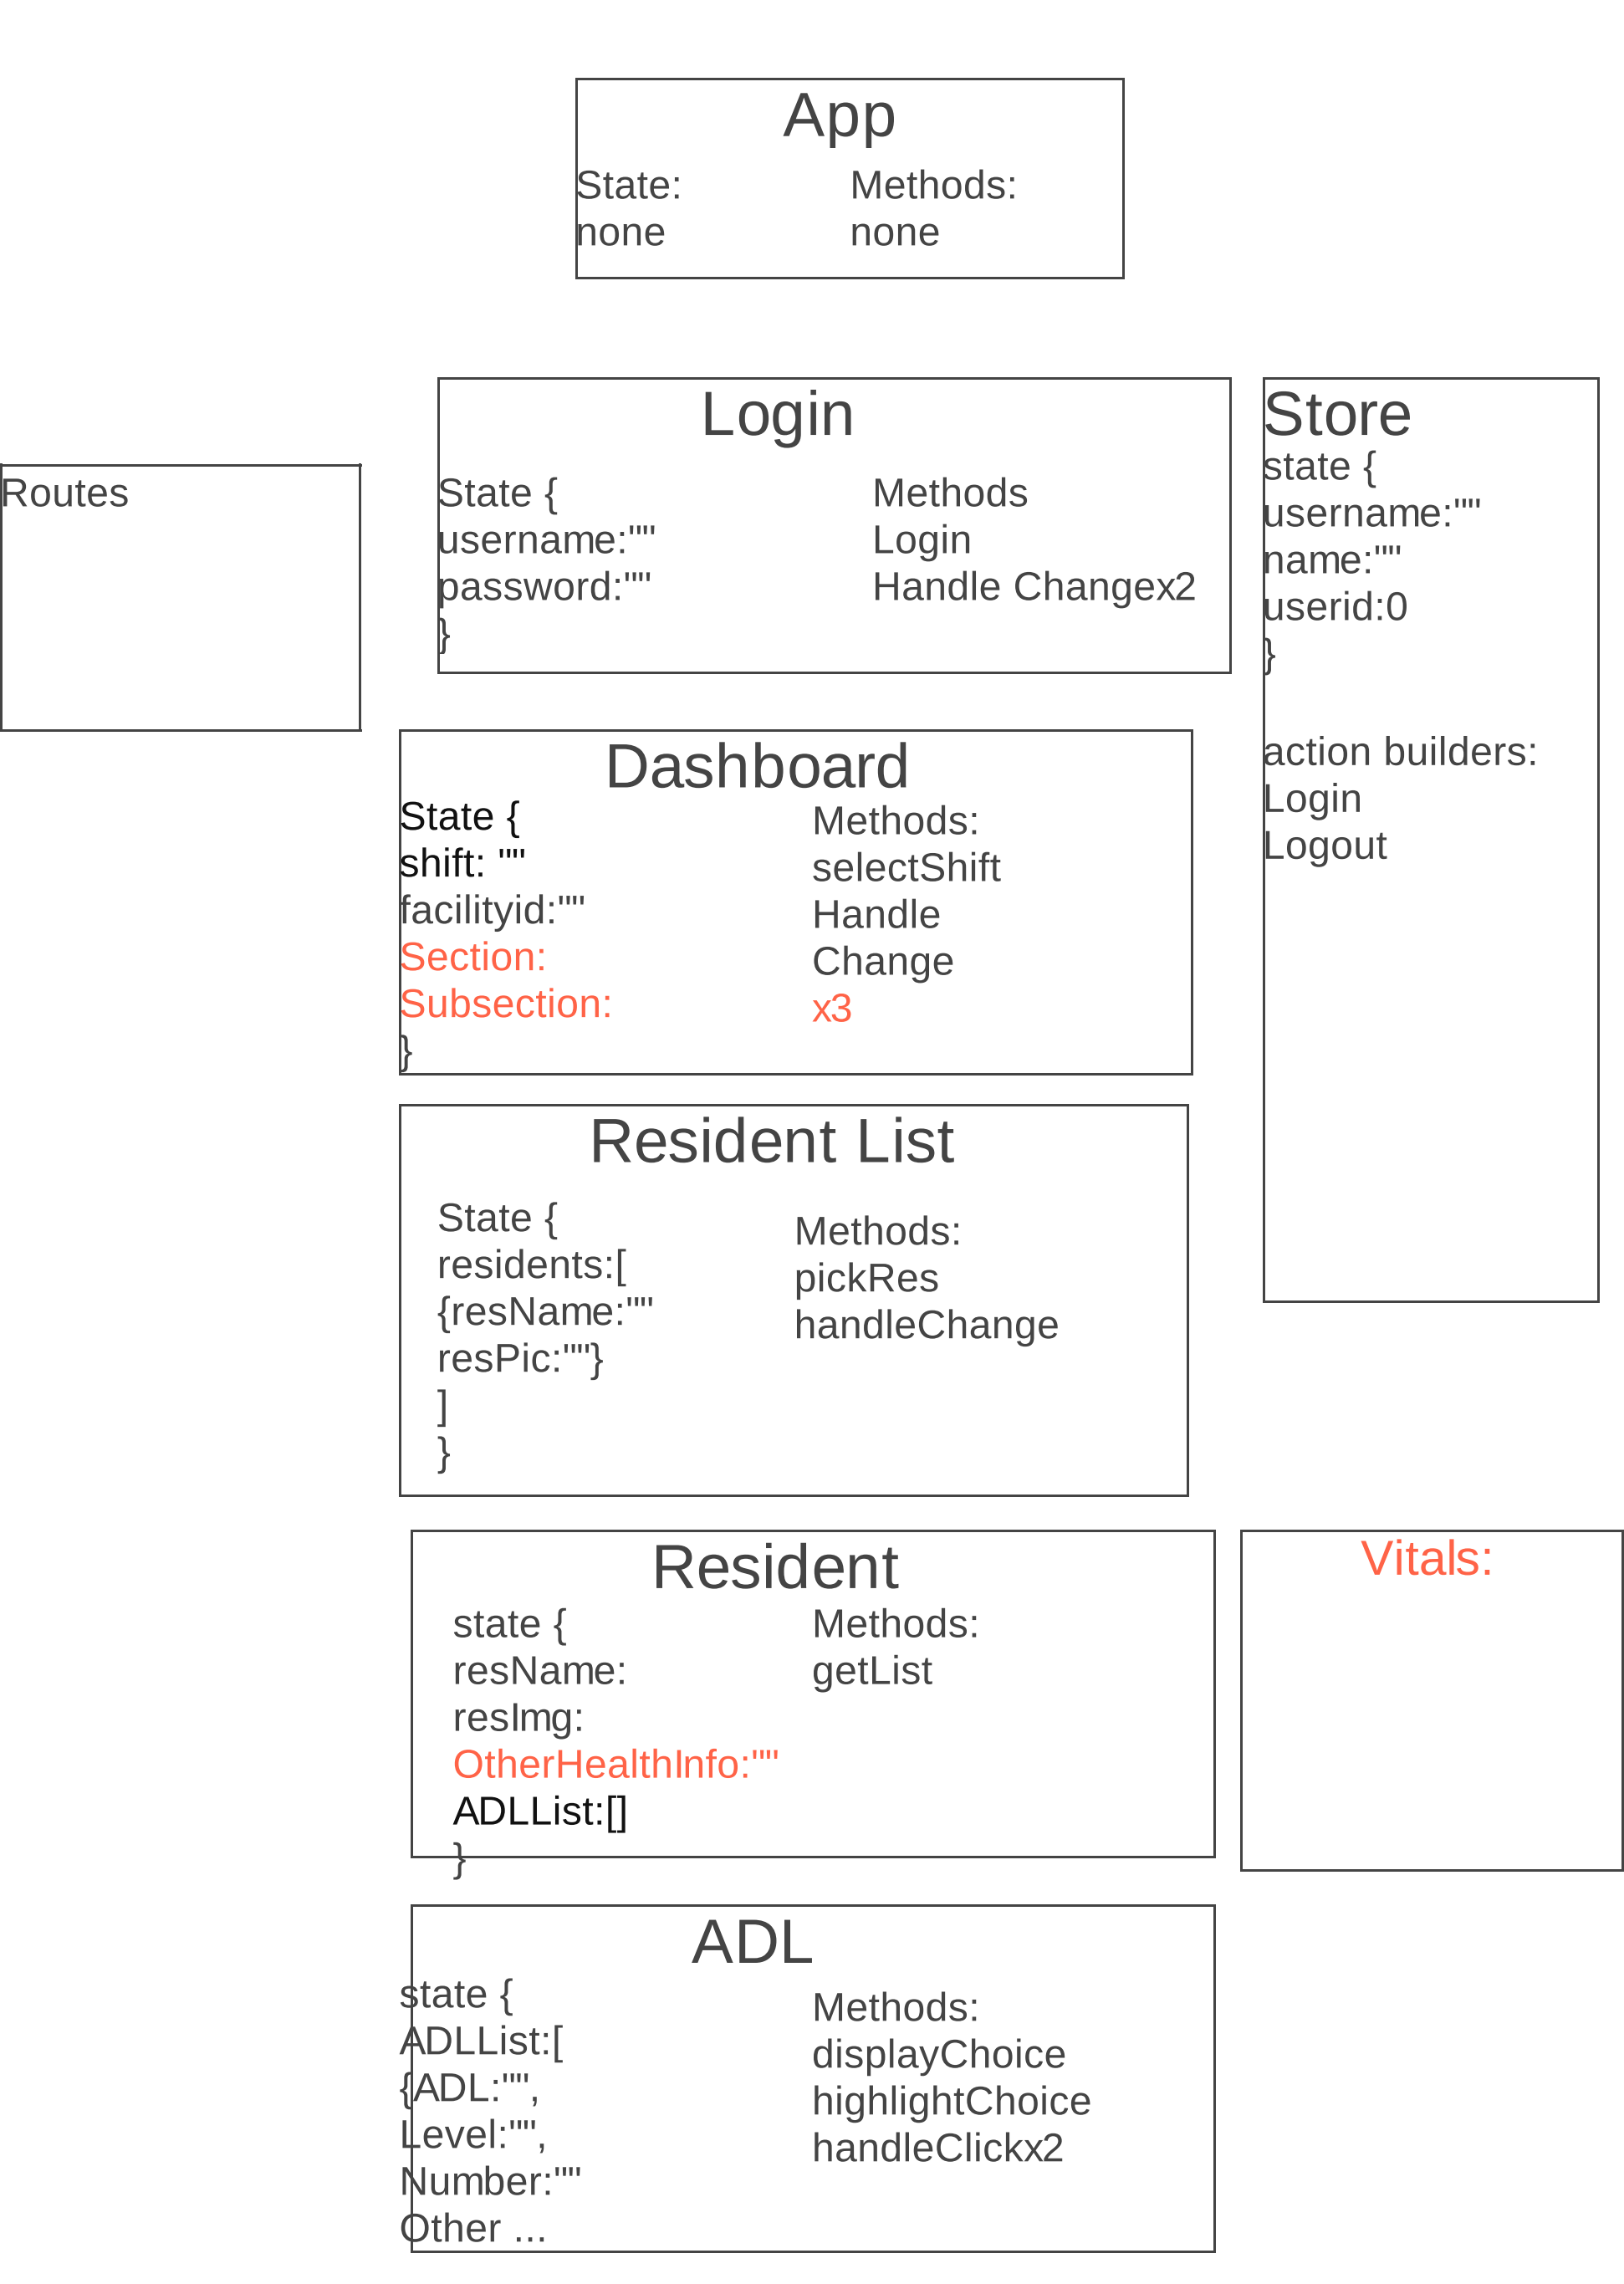 App
State:
none
Methods:
none
Routes
Login
State {
username:""
password:""
}
Methods
Login
Handle Changex2
Store
state {
username:""
name:""
userid:0
}
action builders:
Login
Logout
Dashboard
State {
shift: ""
facilityid:""
Section:
Subsection:
}
Methods:
selectShift
Handle
Change
x3
Resident List
State {
residents:[
{resName:""
resPic:""}
]
}
Methods:
pickRes
handleChange
Resident
state {
resName:
resImg:
OtherHealthInfo:""
ADLList:[]
}
Methods:
getList
Vitals:
ADL
state {
ADLList:[
{ADL:"",
Level:"",
Number:""
Other ...
Methods:
displayChoice
highlightChoice
handleClickx2